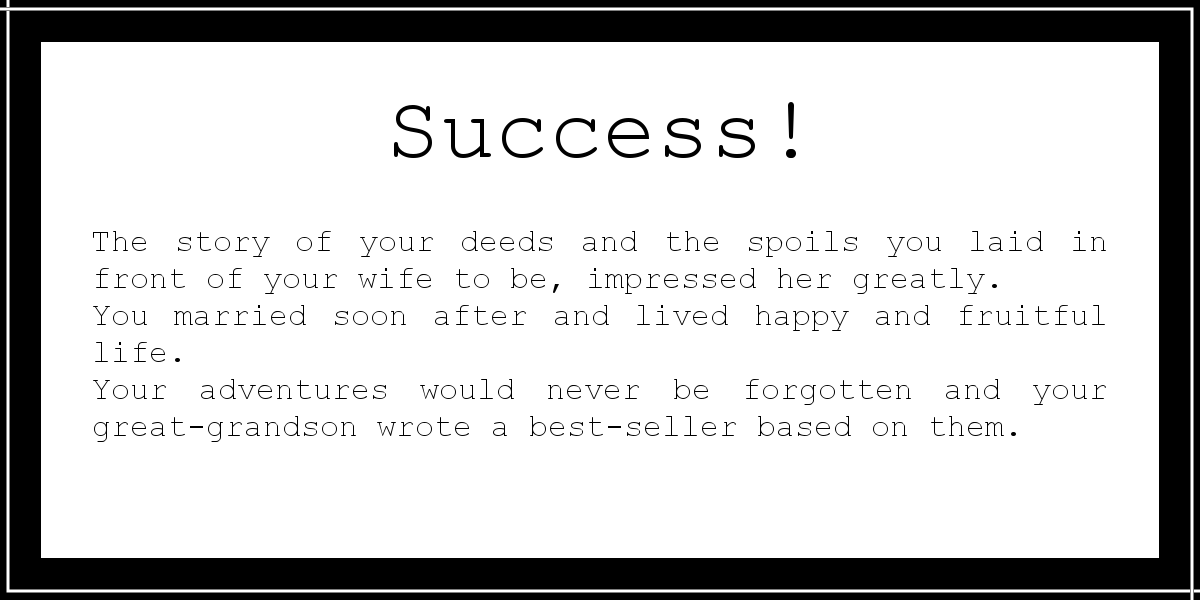 Success!
The story of your deeds and the spoils you laid in
front of your wife to be, impressed her greatly.
You married soon after and lived happy and fruitful
life.
Your adventures would never be forgotten and your
great-grandson wrote a best-seller based on them.